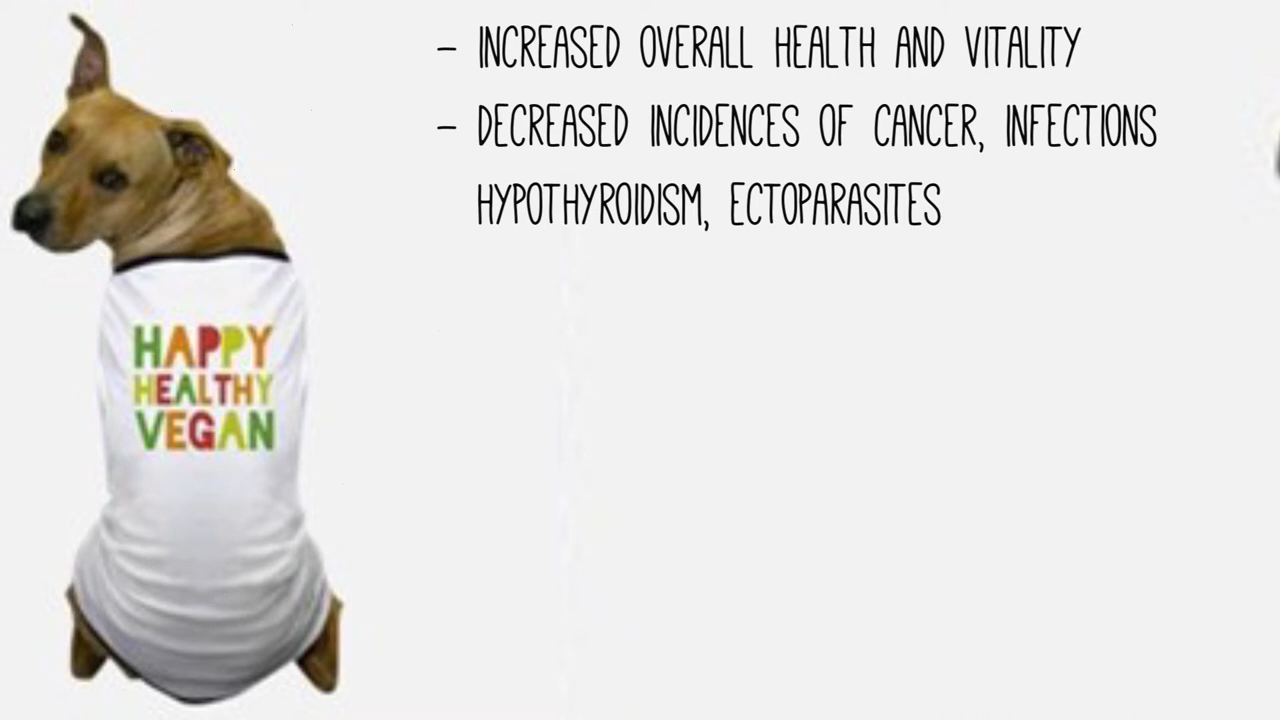 - INCREASED OVERALL HEALTH AND VITALITY
- DECREASED INCIDENCES OF CANCER, INFECTIONS
HYPOTHYROIDISM, ECTOPARASITES
HAPPY
HEALTHY
VEGAN